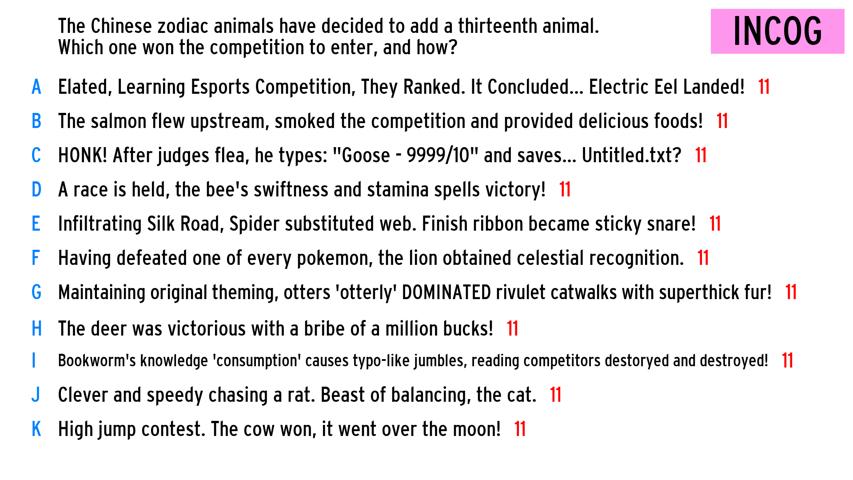 The Chinese zodiac animals have decided to add a thirteenth animal.
Which one won the competition to enter, and how?
INCOG
A Elated, Learning Esports Competition, They Ranked. It Concluded... Electric Eel Landed! 11
B The salmon flew upstream, smoked the competition and provided delicious foods! 11
C HONK! After judges flea, he types: "Goose - 9999/10" and saves... Untitled.txt? 11
D A race is held, the bee's swiftness and stamina spells victory! 11
E Infiltrating Silk Road, Spider substituted web. Finish ribbon became sticky snare! 11
F Having defeated one of every pokemon, the lion obtained celestial recognition. 11
G Maintaining original theming, otters 'otterly' DOMINATED rivulet catwalks with superthick fur! 11
H The deer was victorious with a bribe of a million bucks! 11
I Bookworm's knowledge 'consumption' causes typo-like jumbles, reading competitors destoryed and destroyed! 11
J Clever and speedy chasing a rat. Beast of balancing, the cat. 11
K High jump contest. The cow won, it went over the moon! 11